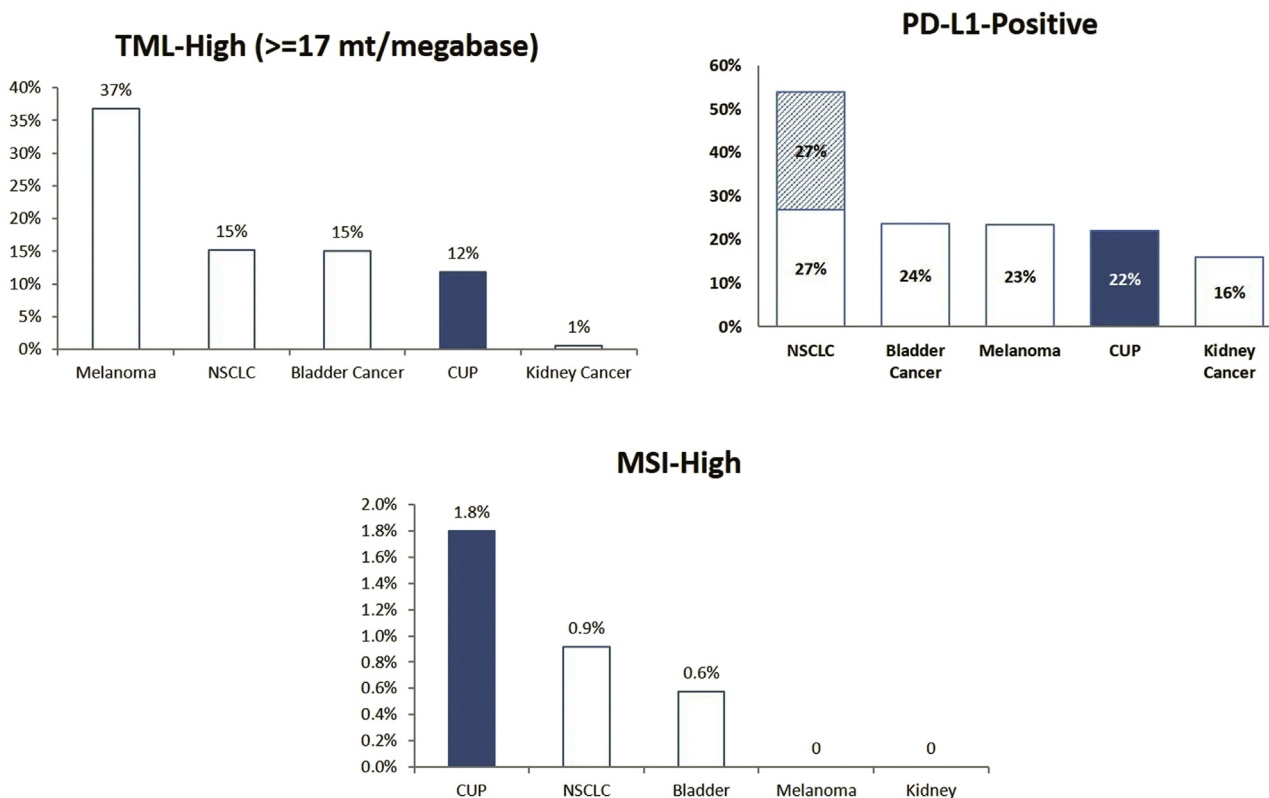 TML-High (>=17 mt/megabase)
40%
35%
30%
25%
20%
15%
10%
5%
0%
37%
15%
15%
12%
1%
Melanoma
NSCLC
Bladder Cancer
CUP
Kidney Cancer
PD-L1-Positive
60%
50%
40%
30%
20%
10%
0%
27%
27%
24%
23%
22%
16%
NSCLC
Bladder
Cancer
Melanoma
CUP
Kidney
Cancer
MSI-High
2.0%
1.8%
1.6%
1.4%
1.2%
1.0%
0.8%
0.6%
0.4%
0.2%
0.0%
1.8%
0.9%
0.6%
0
0
CUP
NSCLC
Bladder
Melanoma
Kidney